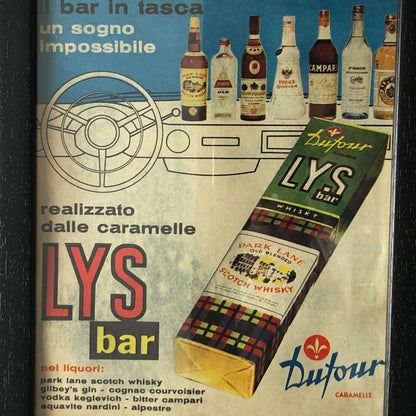 il bar in tasca
un sogno
impossibile
CAMPARI
realizzato
dalle caramelle
LYS
bar
nei liquori:
park lane scotch whisky
gilbey's gin - cognac courvoisier
vodka keglevich - bitter campari
aquavite nardini - alpestre
Dufour
CARAMELLE
LYS
bar
WHISKY
PARK LANE
OLD BLENDED
SCOTCH WHISKY
Dufour
CARAMELLE